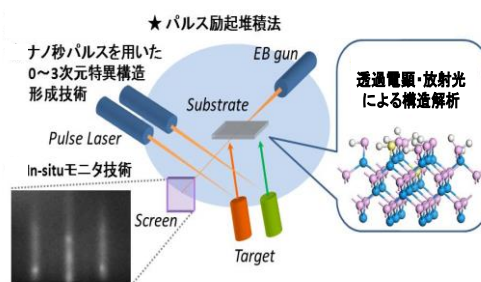 ★ パルス励起堆積法
ナノ秒パルスを用いた
0～3次元特異構造
形成技術
EB gun
Substrate
Pulse Laser
透過電顕・放射光
による構造解析
In-situモニタ技術
Screen
Target